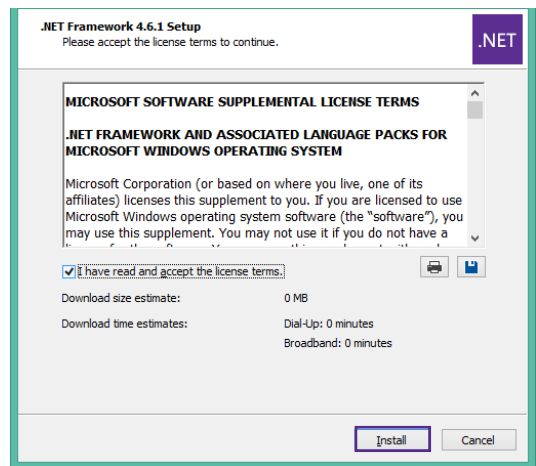 .NET Framework 4.6.1 Setup
Please accept the license terms to continue.
.NET
MICROSOFT SOFTWARE SUPPLEMENTAL LICENSE TERMS
.NET FRAMEWORK AND ASSOCIATED LANGUAGE PACKS FOR
MICROSOFT WINDOWS OPERATING SYSTEM
Microsoft Corporation (or based on where you live, one of its
affiliates) licenses this supplement to you. If you are licensed to use
Microsoft Windows operating system software (the “software”), you
may use this supplement. You may not use it if you do not have a
I have read and accept the license terms.
Download size estimate: 0 MB
Download time estimates: Dial-Up: 0 minutes
Broadband: 0 minutes
Install Cancel